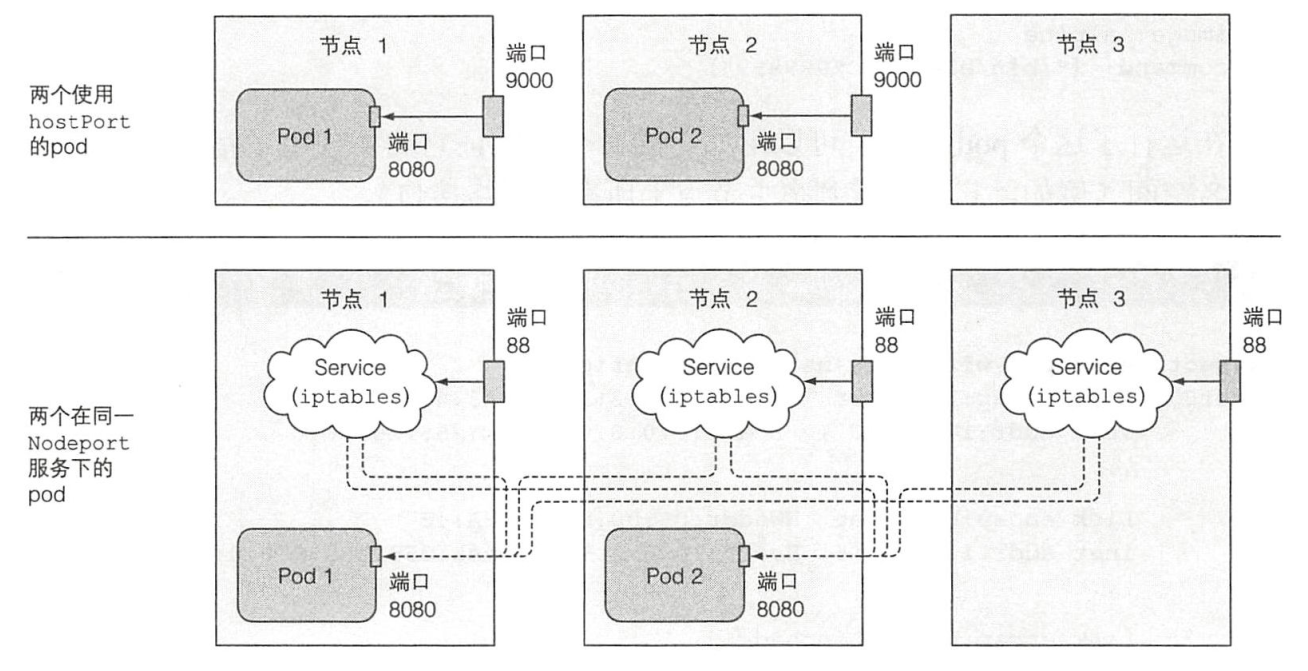 节点 1
端口
9000
节点 2
端口
9000
节点 3
两个使用
hostPort
的pod
Pod 1
端口
8080
Pod 2
端口
8080
节点 1
端口
88
节点 2
端口
88
节点 3
端口
88
Service
(iptables)
Service
(iptables)
Service
(iptables)
两个在同一
Nodeport
服务下的
pod
Pod 1
端口
8080
Pod 2
端口
8080